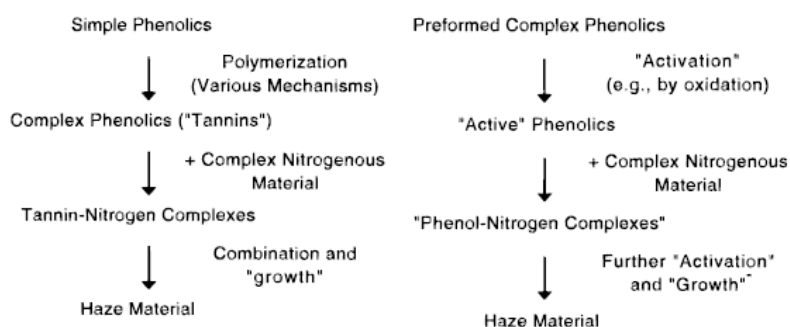 Simple Phenolics
Polymerization
(Various Mechanisms)
Complex Phenolics ("Tannins")
+ Complex Nitrogenous
Material
Tannin-Nitrogen Complexes
Combination and
"growth"
Haze Material
Preformed Complex Phenolics
"Activation"
(e.g., by oxidation)
"Active" Phenolics
+ Complex Nitrogenous
Material
"Phenol-Nitrogen Complexes"
Further "Activation"
and "Growth"
Haze Material